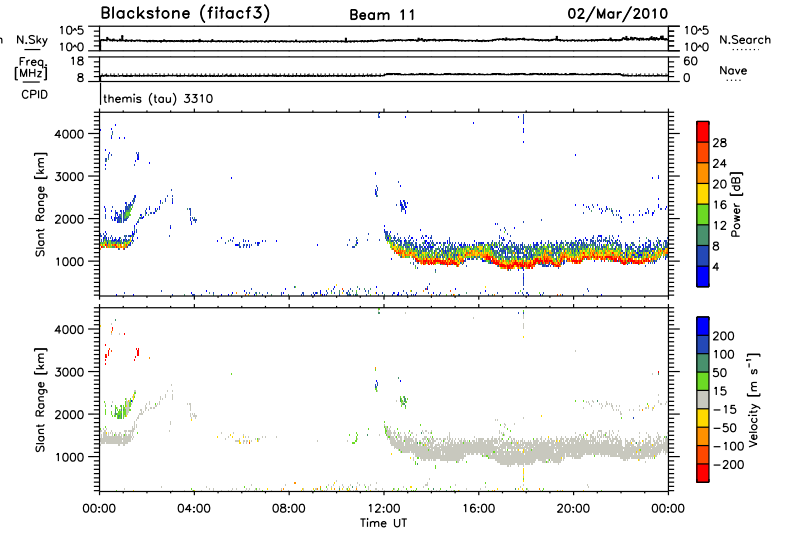 Blackstone (fitacf3)
Beam 11
02/Mar/2010
N.Sky
10^5
10^0
10^5
10^0
N.Search
Freq.
[MHz]
18
8
60
0
Nave
CPID
themis (tau) 3310
Slant Range [km]
4000
3000
2000
1000
28
24
20
16
12
8
4
Power [dB]
Slant Range [km]
4000
3000
2000
1000
200
100
50
15
-15
-50
-100
-200
Velocity [m s⁻¹]
00:00
04:00
08:00
12:00
16:00
20:00
00:00
Time UT